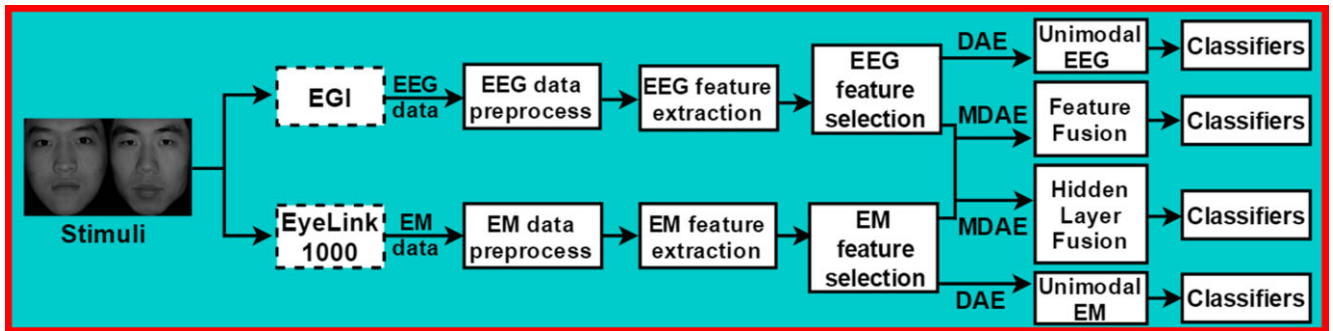 Stimuli
EGI
EyeLink
1000
EEG
data
EM
data
EEG data
preprocess
EM data
preprocess
EEG feature
extraction
EM feature
extraction
EEG
feature
selection
EM
feature
selection
DAE
MDAE
MDAE
DAE
Unimodal
EEG
Feature
Fusion
Hidden
Layer
Fusion
Unimodal
EM
Classifiers
Classifiers
Classifiers
Classifiers